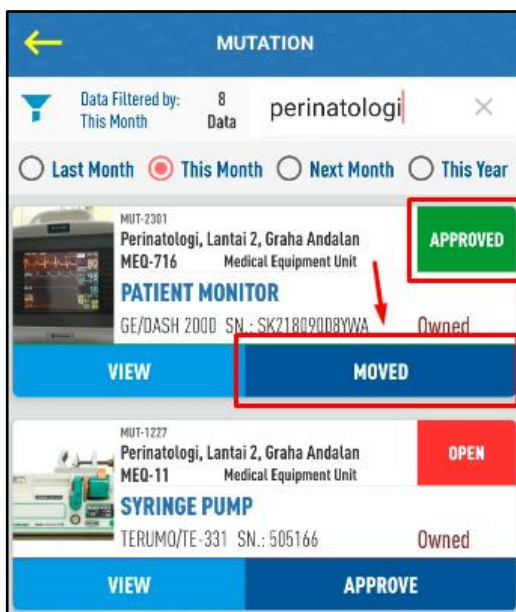 MUTATION
Data Filtered by:
This Month
8
Data
perinatologi
Last Month This Month Next Month This Year
MUT-2301
Perinatologi, Lantai 2, Graha Andalan
MEQ-716 Medical Equipment Unit
APPROVED
PATIENT MONITOR
GE/DASH 2000 SN.: SK218090D8YWA Owned
VIEW MOVED
MUT-1227
Perinatologi, Lantai 2, Graha Andalan
MEQ-11 Medical Equipment Unit
OPEN
SYRINGE PUMP
TERUMO/TE-331 SN.: 505166 Owned
VIEW APPROVE